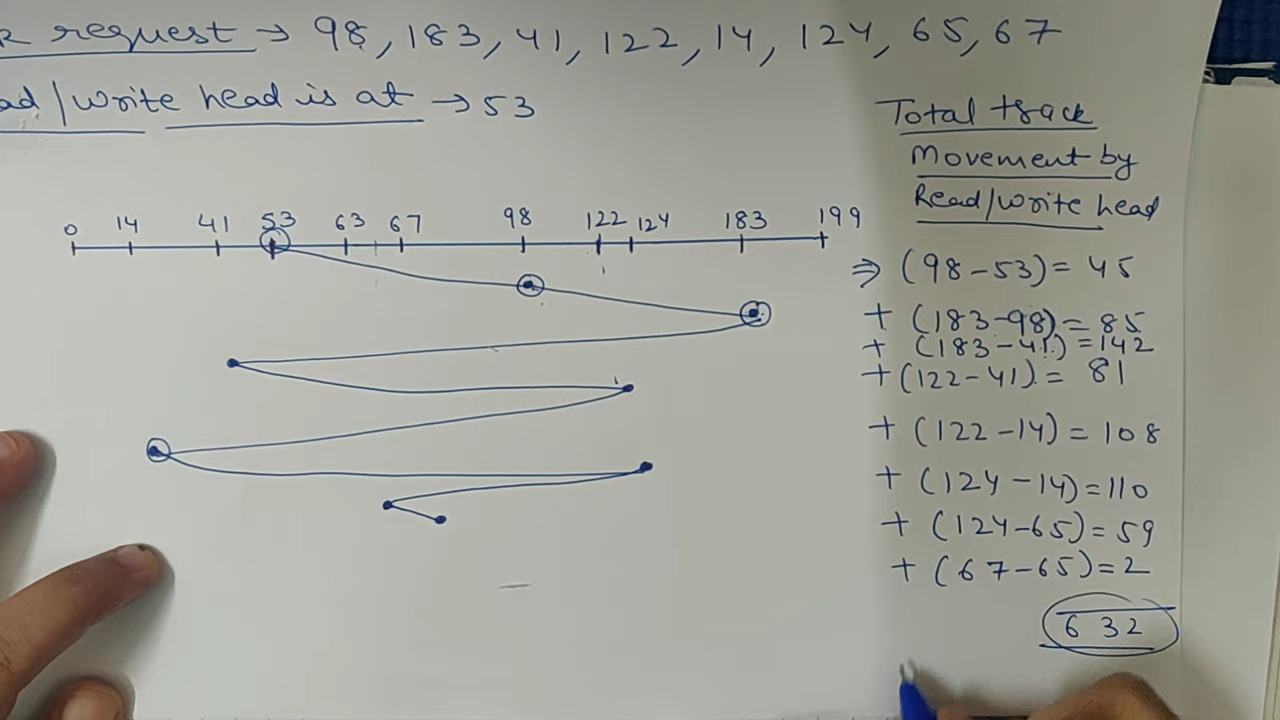 request → 98, 183, 41, 122, 14, 124, 65, 67
ad/write head is at → 53
0 14 41 53 63 67 98 122 124 183 199
Total track
Movement by
Read/write head
⇒ (98-53) = 45
+ (183-98) = 85
+ (183-41) = 142
+ (122-41) = 81
+ (122-14) = 108
+ (124-14) = 110
+ (124-65) = 59
+ (67-65) = 2
632